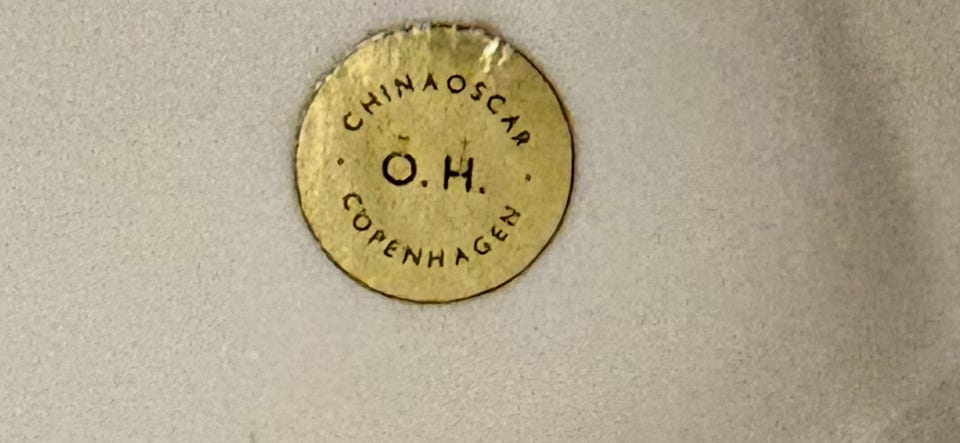 CHINAOSCAR
O. H.
COPENHAGEN